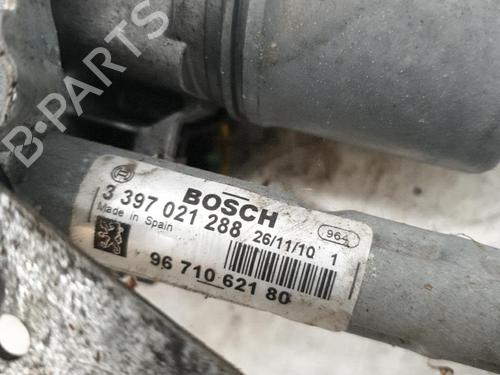 B-PARTS
BOSCH
3 397 021 288
Made in Spain
26/11/10 1
964
96 710 621 80